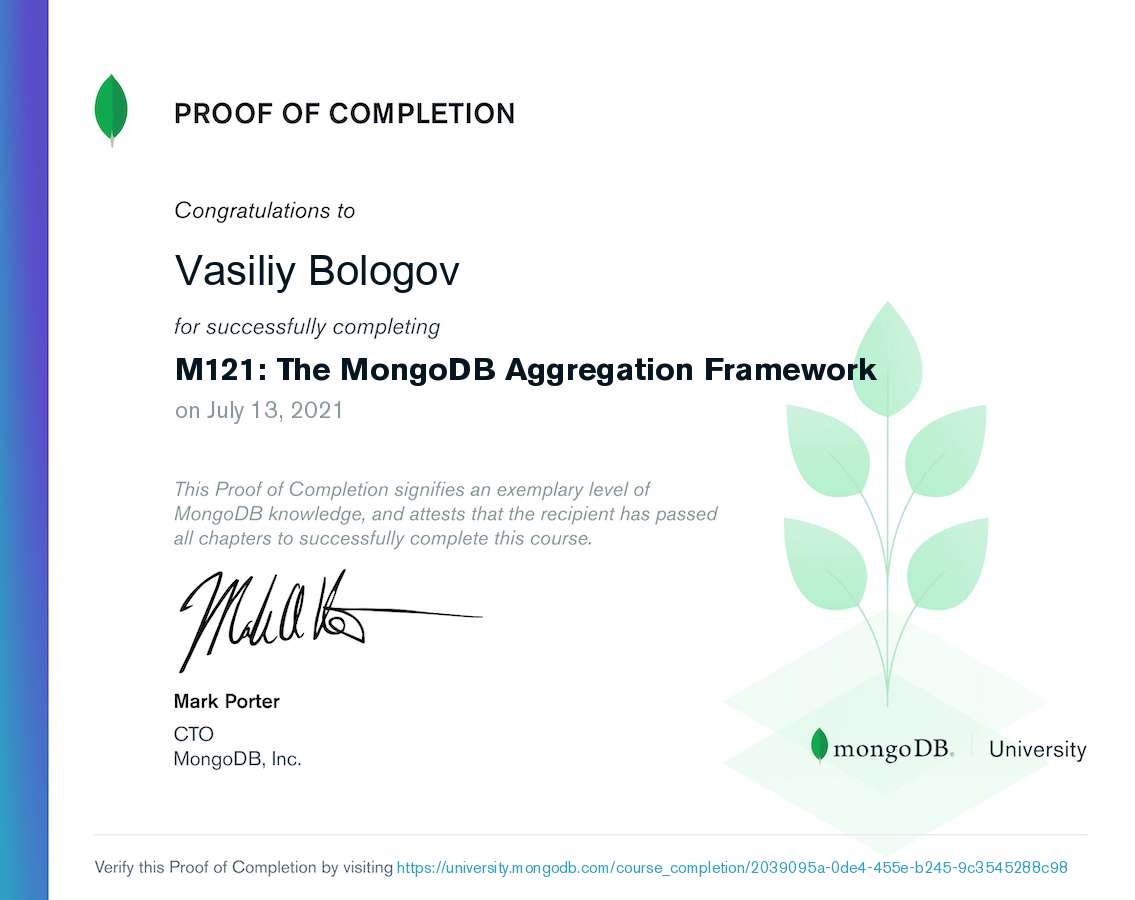 PROOF OF COMPLETION
Congratulations to
Vasiliy Bologov
for successfully completing
M121: The MongoDB Aggregation Framework
on July 13, 2021
This Proof of Completion signifies an exemplary level of
MongoDB knowledge, and attests that the recipient has passed
all chapters to successfully complete this course.
Mark Porter
CTO
MongoDB, Inc.
mongoDB. University
Verify this Proof of Completion by visiting https://university.mongodb.com/course_completion/2039095a-0de4-455e-b245-9c3545288c98